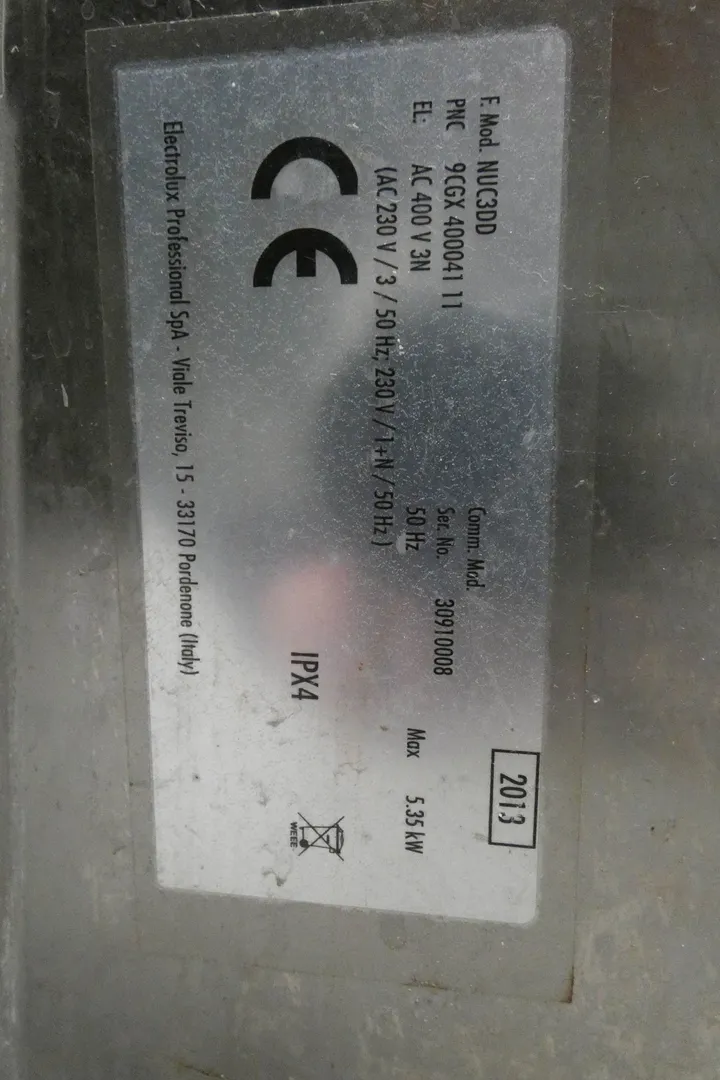 2013
F. Mod. NUC3DD
Comm. Mod.
PNC 9CGX 400041 11
Ser. No. 30910008
EL: AC 400 V 3N 50 Hz Max 5.35 kW
(AC 230 V / 3 / 50 Hz; 230 V / 1+N / 50 Hz )
CE
IPX4
WEEE
Electrolux Professional SpA - Viale Treviso, 15 - 33170 Pordenone (Italy)